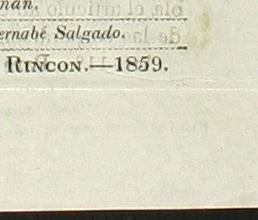 nan.
ernabé Salgado.
RINCON.—1859.